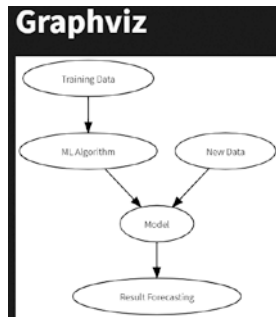 Graphviz
Training Data
ML Algorithm
New Data
Model
Result Forecasting